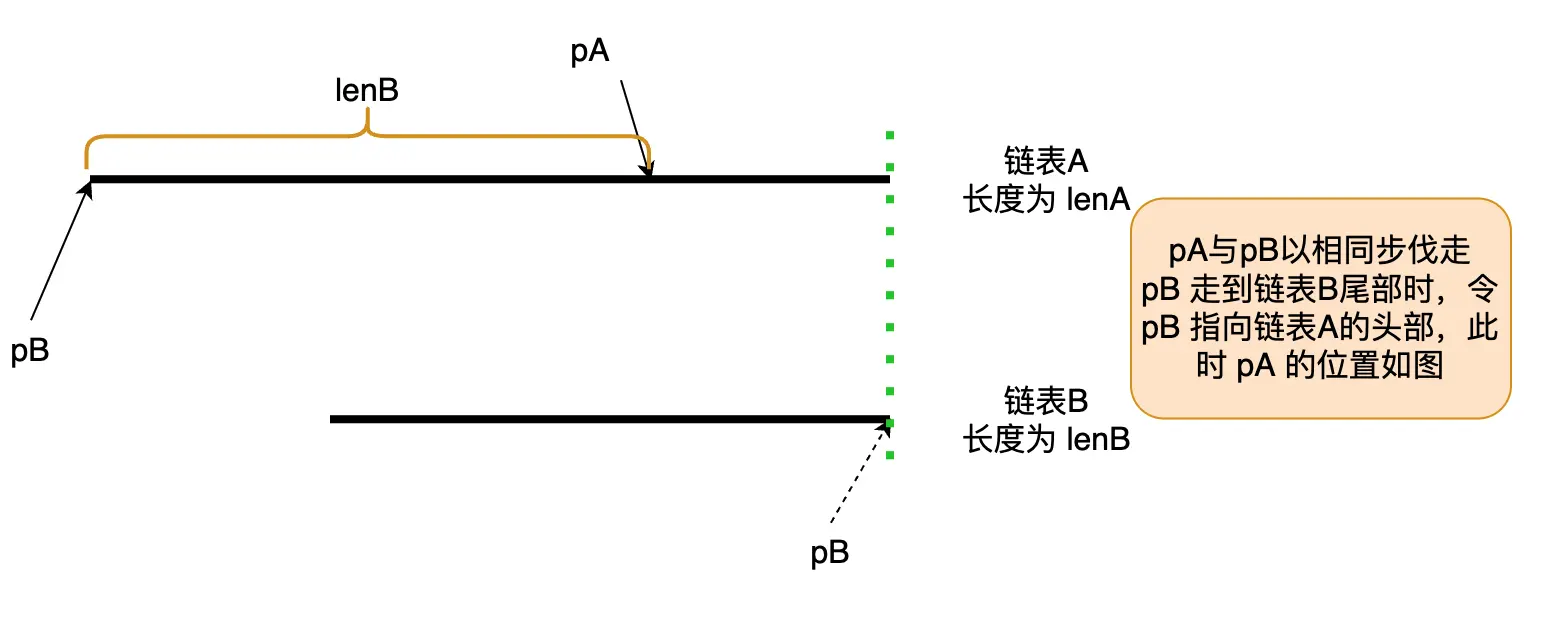 pA
lenB
链表A
长度为 lenA
pA与pB以相同步伐走
pB 走到链表B尾部时，令
pB 指向链表A的头部，此
时 pA 的位置如图
pB
链表B
长度为 lenB
pB